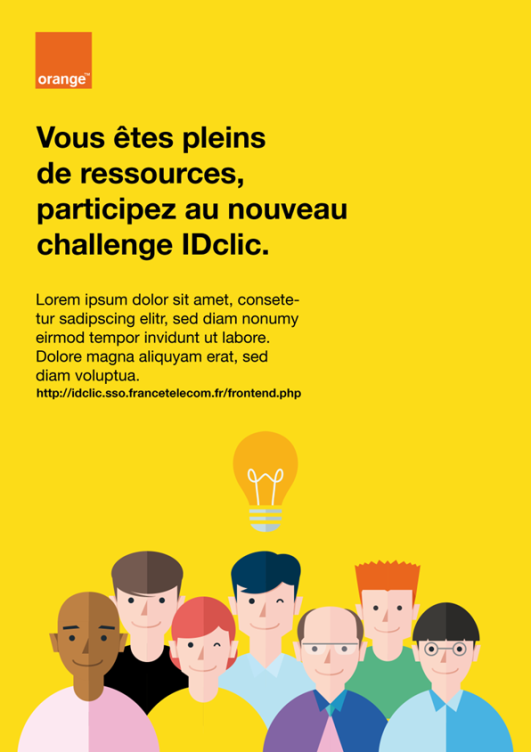 orange™
Vous êtes pleins
de ressources,
participez au nouveau
challenge IDclic.
Lorem ipsum dolor sit amet, consete-
tur sadipscing elitr, sed diam nonumy
eirmod tempor invidunt ut labore.
Dolore magna aliquyam erat, sed
diam voluptua.
http://idclic.sso.francetelecom.fr/frontend.php